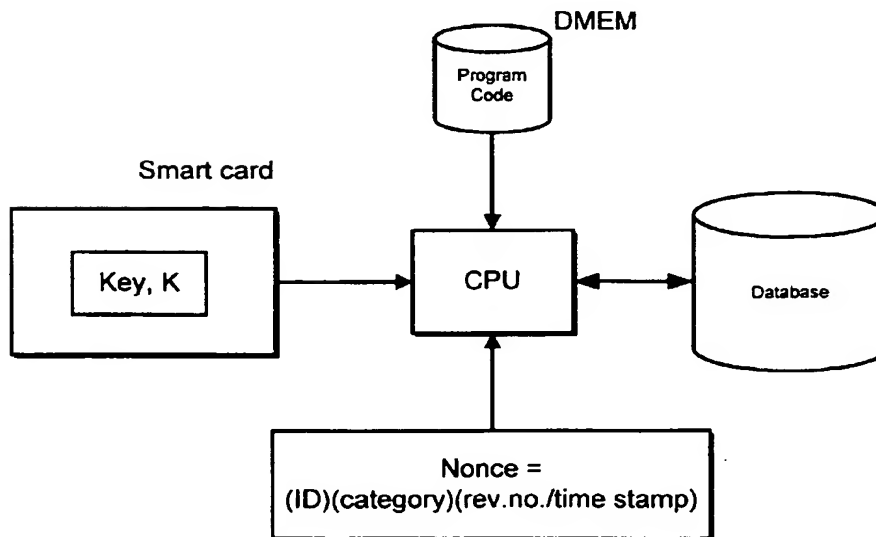 DMEM
Program
Code
Smart card
Key, K
CPU
Database
Nonce =
(ID)(category)(rev.no./time stamp)